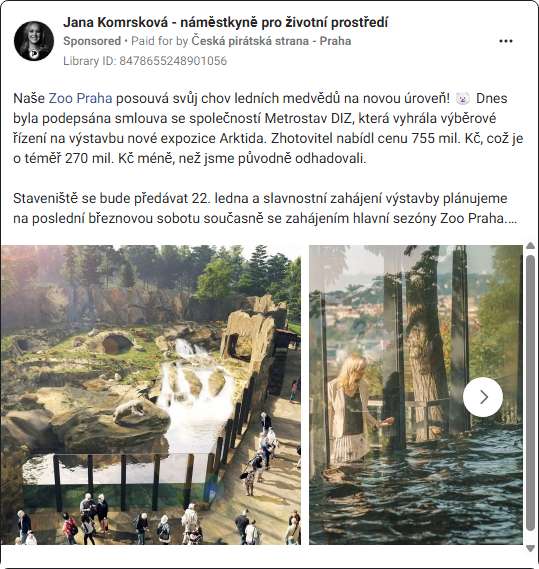 Jana Komrsková - náměstkyně pro životní prostředí
Sponsored • Paid for by Česká pirátská strana - Praha
Library ID: 8478655248901056
Naše Zoo Praha posouvá svůj chov ledních medvědů na novou úroveň! 🐻‍❄️ Dnes
byla podepsána smlouva se společností Metrostav DIZ, která vyhrála výběrové
řízení na výstavbu nové expozice Arktida. Zhotovitel nabídl cenu 755 mil. Kč, což je
o téměř 270 mil. Kč méně, než jsme původně odhadovali.
Staveniště se bude předávat 22. ledna a slavnostní zahájení výstavby plánujeme
na poslední březnovou sobotu současně se zahájením hlavní sezóny Zoo Praha....